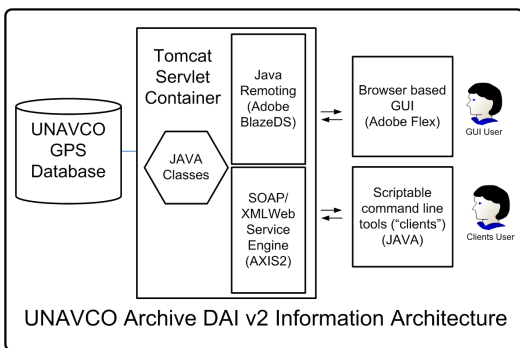 UNAVCO
GPS
Database
Tomcat
Servlet
Container
JAVA
Classes
Java
Remoting
(Adobe
BlazeDS)
SOAP/
XMLWeb
Service
Engine
(AXIS2)
Browser based
GUI
(Adobe Flex)
GUI User
Scriptable
command line
tools (“clients”)
(JAVA)
Clients User
UNAVCO Archive DAI v2 Information Architecture